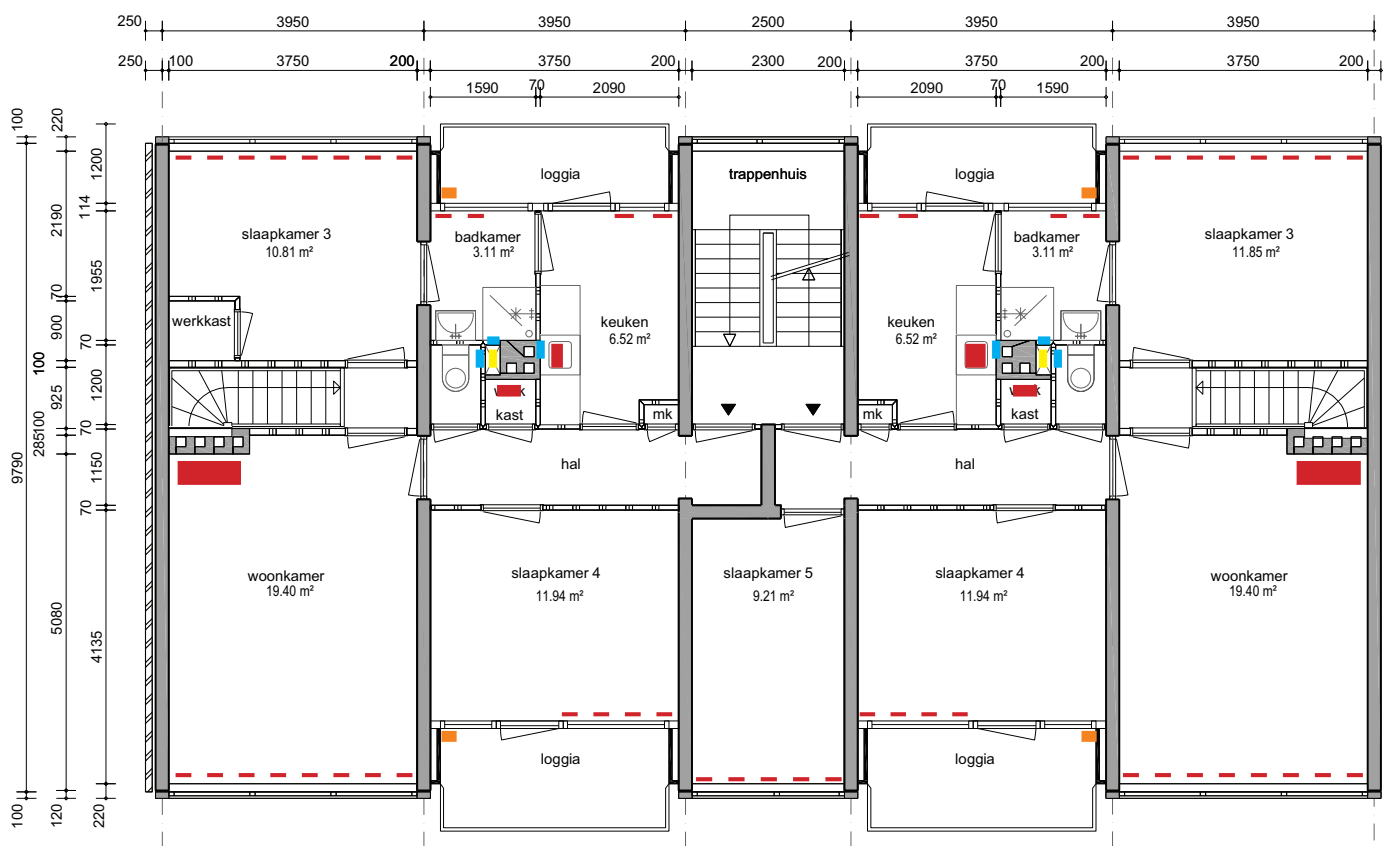 250 3950 3950 2500 3950 3950
250 100 3750 200 3750 200 2300 200 3750 200 3750 200
1590 70 2090 2090 70 1590
100 220 1200
114
2190 1955
70
900 70
100
925 1200
100
285 70
9790 1150
70
5080 4135
100 120 220
loggia
trappenhuis
loggia
slaapkamer 3
10.81 m²
badkamer
3.11 m²
badkamer
3.11 m²
slaapkamer 3
11.85 m²
werkkast
keuken
6.52 m²
keuken
6.52 m²
kast
mk
mk
kast
hal
hal
woonkamer
19.40 m²
slaapkamer 4
11.94 m²
slaapkamer 5
9.21 m²
slaapkamer 4
11.94 m²
woonkamer
19.40 m²
loggia
loggia